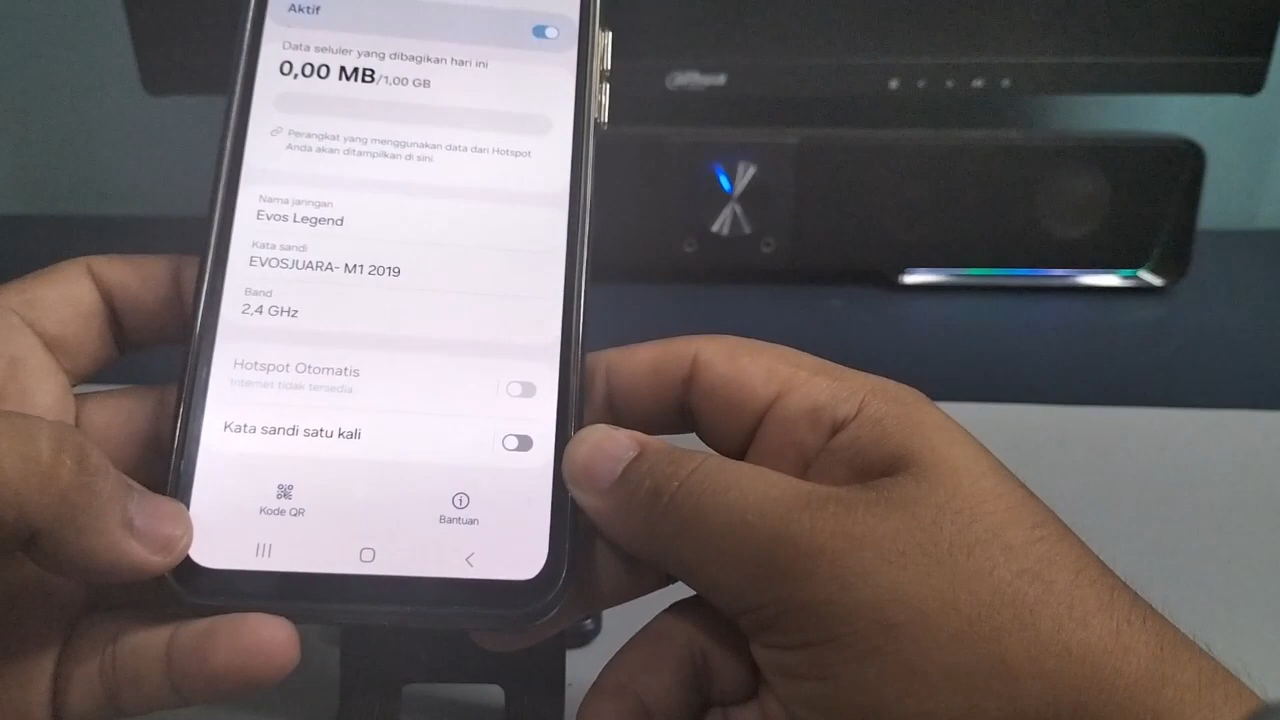 Aktif
Data seluler yang dibagikan hari ini
0,00 MB/1,00 GB
Perangkat yang menggunakan data dari Hotspot
Anda akan ditampilkan di sini.
Nama jaringan
Evos Legend
Kata sandi
EVOSJUARA- M1 2019
Band
2,4 GHz
Hotspot Otomatis
Internet tidak tersedia
Kata sandi satu kali
Kode QR
Bantuan